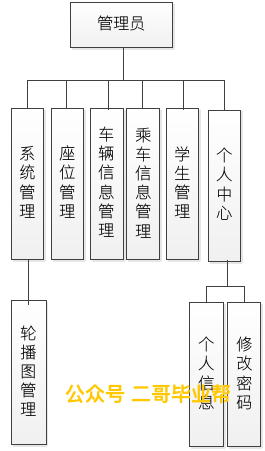 管理员
系统管理
座位管理
车辆信息管理
乘车信息管理
学生管理
个人中心
轮播图管理
个人信息
修改密码
公众号 二哥毕业帮